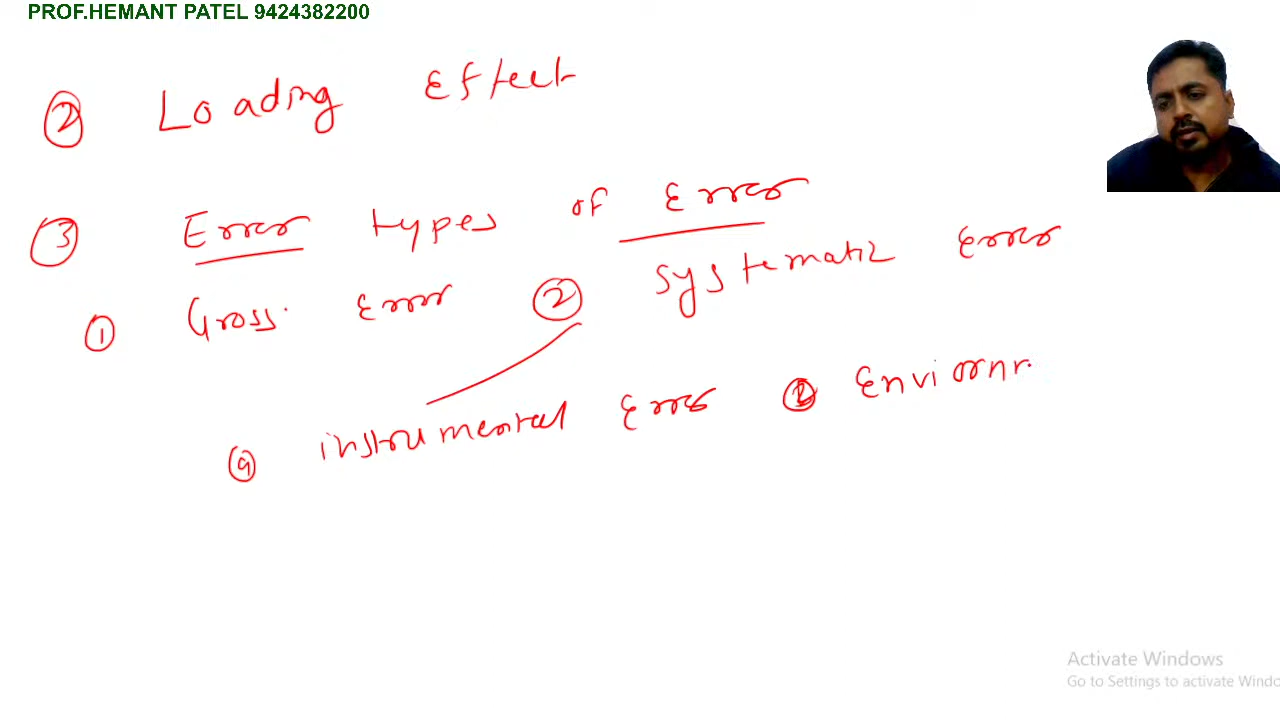 PROF.HEMANT PATEL 9424382200
② Loading Effect
③ Error types of Error
① Gross Error ② Systematic Error
ⓐ instrumental Error Enviornr
Activate Windows
Go to Settings to activate Windo